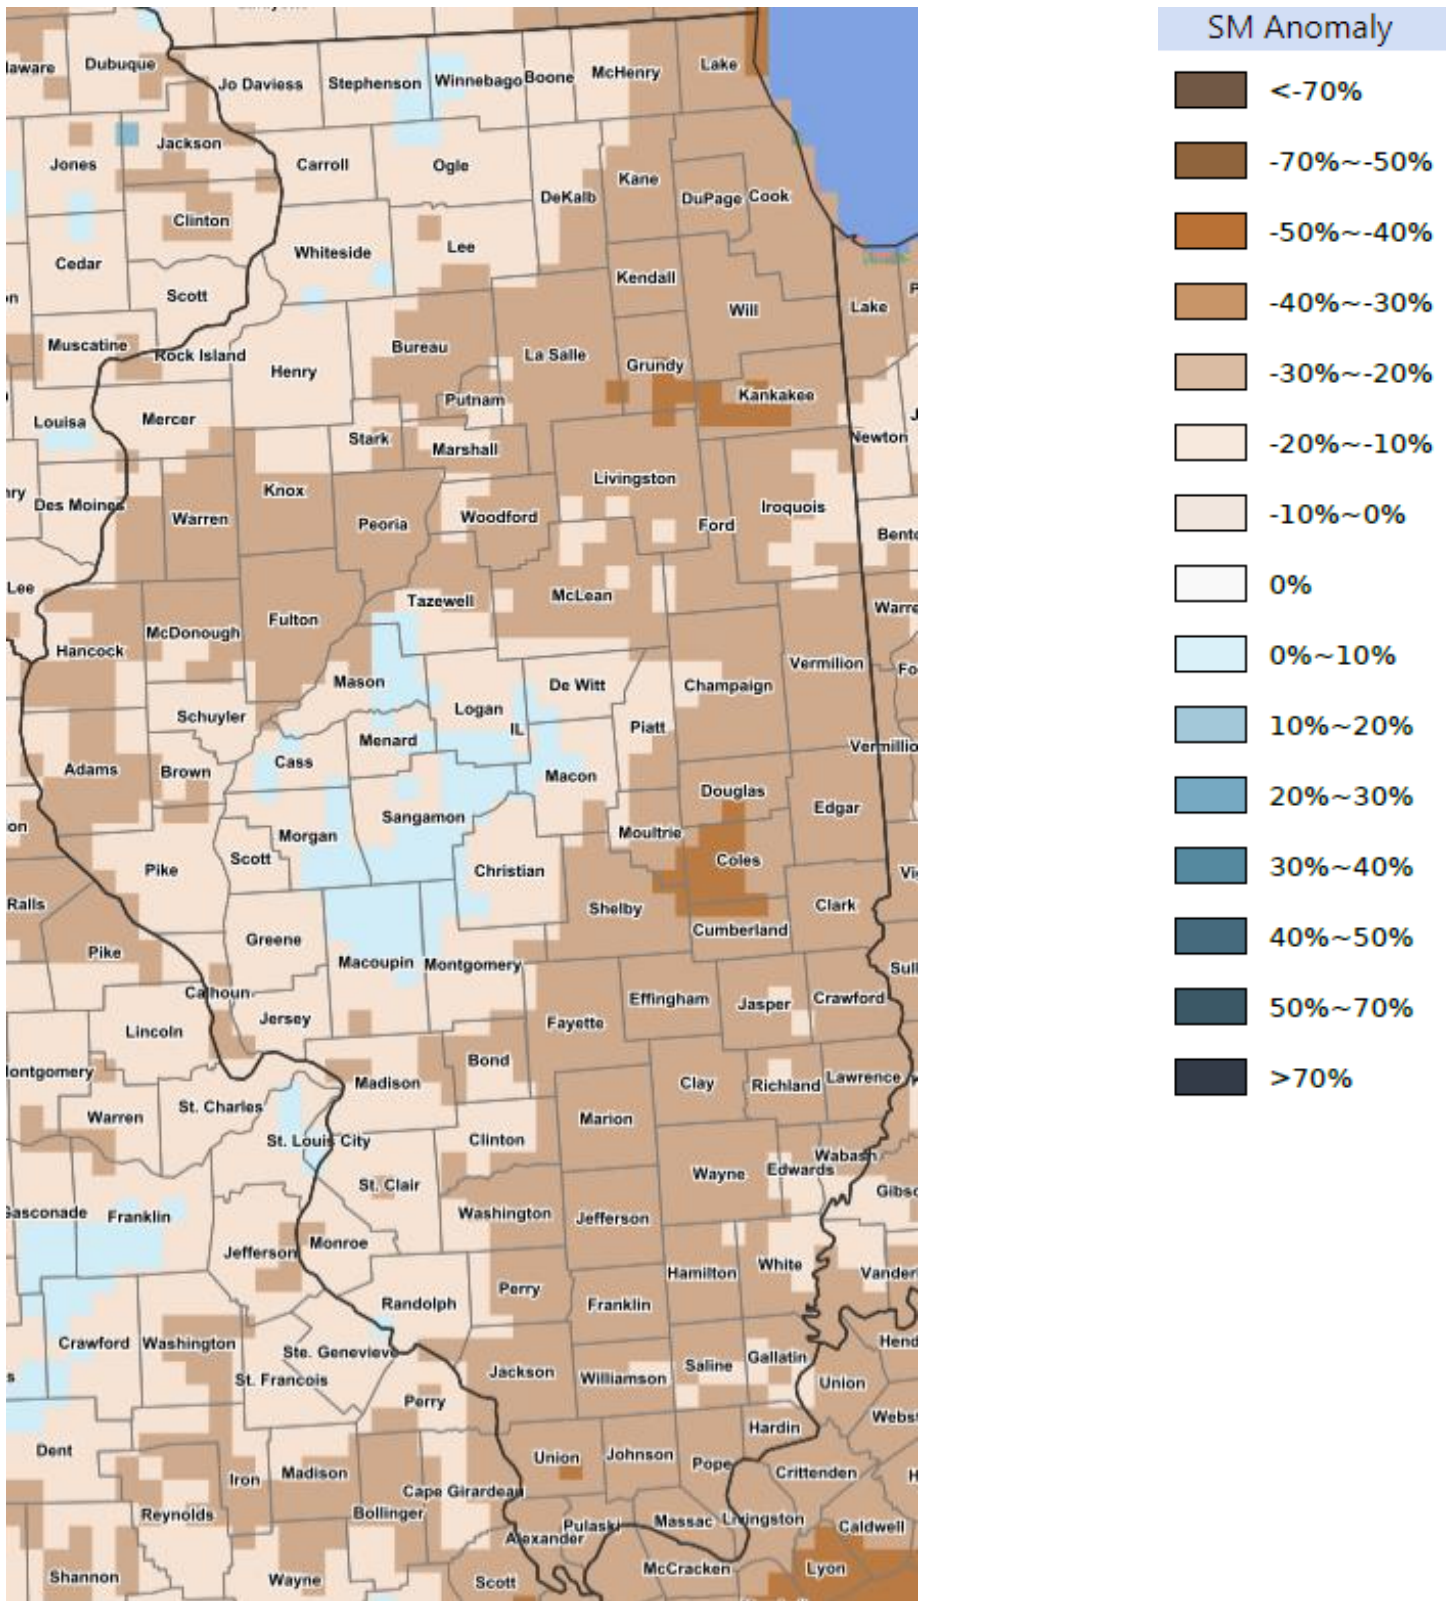 SM Anomaly
<-70%
-70%~-50%
-50%~-40%
-40%~-30%
-30%~-20%
-20%~-10%
-10%~0%
0%
0%~10%
10%~20%
20%~30%
30%~40%
40%~50%
50%~70%
>70%
Dubuque
Jo Daviess
Stephenson
Winnebago
Boone
McHenry
Lake
Jones
Jackson
Carroll
Ogle
DeKalb
Kane
DuPage
Cook
Clinton
Cedar
Whiteside
Lee
Kendall
Scott
Will
Lake
Muscatine
Rock Island
Henry
Bureau
La Salle
Grundy
Kankakee
Putnam
Louisa
Mercer
Stark
Marshall
Newton
Des Moines
Warren
Knox
Peoria
Woodford
Livingston
Ford
Iroquois
Lee
Tazewell
McLean
Hancock
McDonough
Fulton
Vermilion
Mason
De Witt
Champaign
Schuyler
Logan
IL
Piatt
Adams
Brown
Cass
Menard
Macon
Douglas
Edgar
Morgan
Sangamon
Moultrie
Pike
Scott
Christian
Coles
Ralls
Shelby
Clark
Pike
Greene
Macoupin
Montgomery
Cumberland
Calhoun
Effingham
Jasper
Crawford
Lincoln
Jersey
Fayette
Bond
Madison
Clay
Richland
Lawrence
Warren
St. Charles
Marion
St. Louis City
Clinton
Wabash
Wayne
Edwards
St. Clair
Franklin
Washington
Jefferson
Jefferson
Monroe
Hamilton
White
Perry
Randolph
Franklin
Crawford
Washington
Ste. Genevieve
Gallatin
Saline
St. Francois
Jackson
Williamson
Union
Perry
Hardin
Dent
Union
Johnson
Pope
Crittenden
Iron
Madison
Cape Girardeau
Reynolds
Bollinger
Pulaski
Massac
Livingston
Caldwell
Alexander
Shannon
Wayne
Scott
McCracken
Lyon